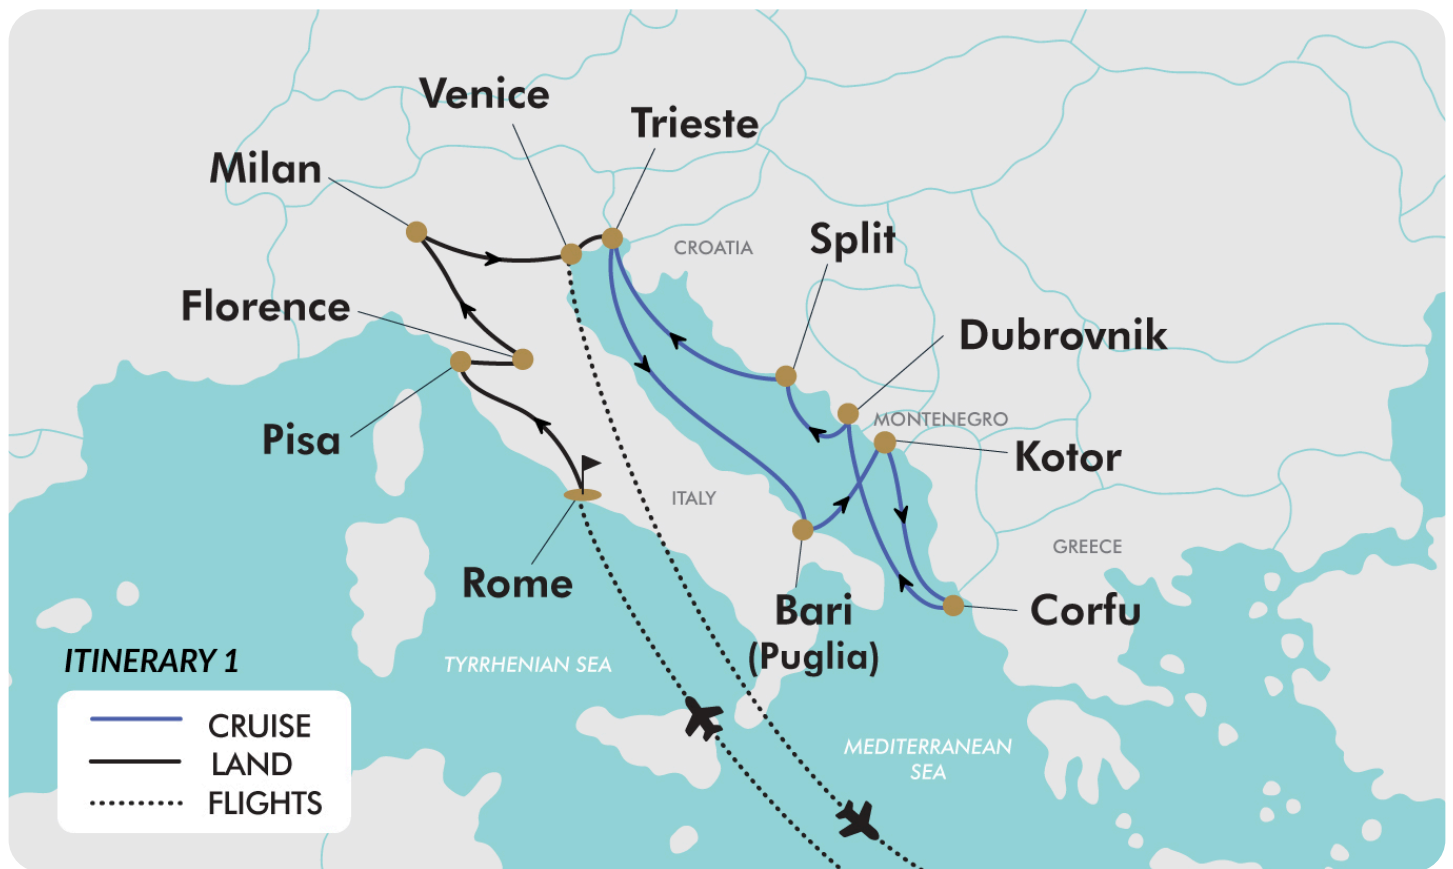 Venice
Trieste
Milan
CROATIA
Split
Florence
Dubrovnik
MONTENEGRO
Pisa
Kotor
ITALY
GREECE
Rome
Bari
(Puglia)
Corfu
TYRRHENIAN SEA
MEDITERRANEAN
SEA
ITINERARY 1
CRUISE
LAND
FLIGHTS